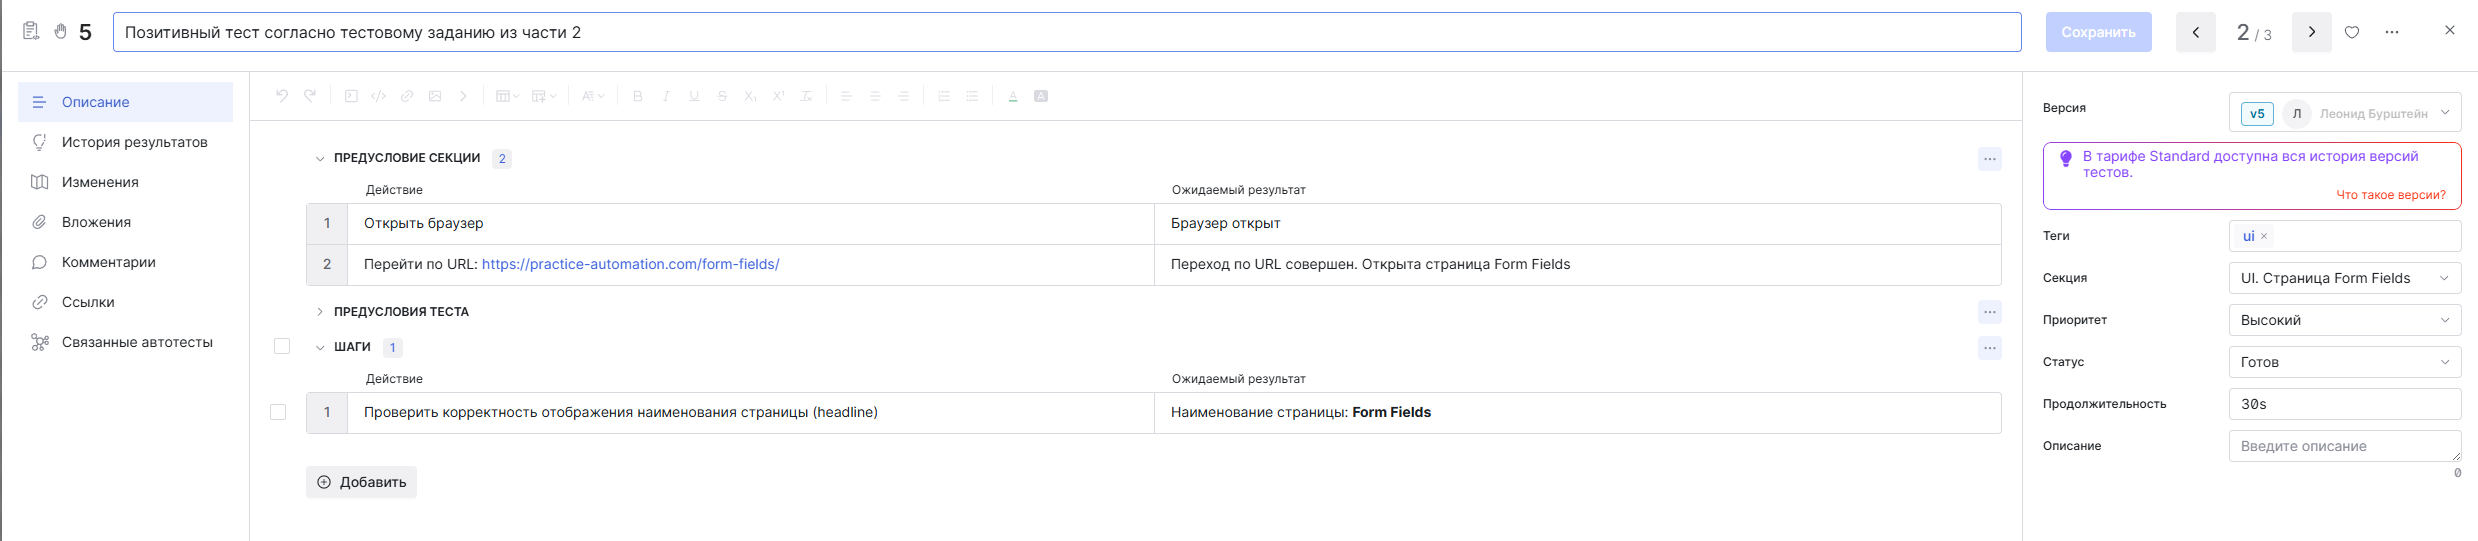 5
Позитивный тест согласно тестовому заданию из части 2
Сохранить
2 / 3
Описание
История результатов
Изменения
Вложения
Комментарии
Ссылки
Связанные автотесты
ПРЕДУСЛОВИЕ СЕКЦИИ 2
Действие Ожидаемый результат
1 Открыть браузер Браузер открыт
2 Перейти по URL: https://practice-automation.com/form-fields/ Переход по URL совершен. Открыта страница Form Fields
ПРЕДУСЛОВИЯ ТЕСТА
ШАГИ 1
Действие Ожидаемый результат
1 Проверить корректность отображения наименования страницы (headline) Наименование страницы: Form Fields
Добавить
Версия v5 Л Леонид Бурштейн
В тарифе Standard доступна вся история версий
тестов.
Что такое версии?
Теги ui ×
Секция UI. Страница Form Fields
Приоритет Высокий
Статус Готов
Продолжительность 30s
Описание Введите описание
0